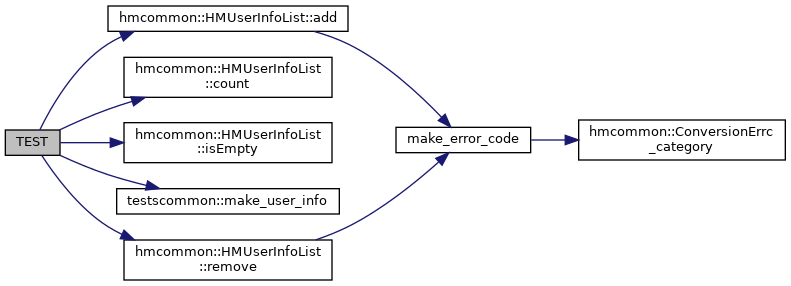 TEST
hmcommon::HMUserInfoList::add
hmcommon::HMUserInfoList
::count
hmcommon::HMUserInfoList
::isEmpty
testscommon::make_user_info
hmcommon::HMUserInfoList
::remove
make_error_code
hmcommon::ConversionErrc
_category